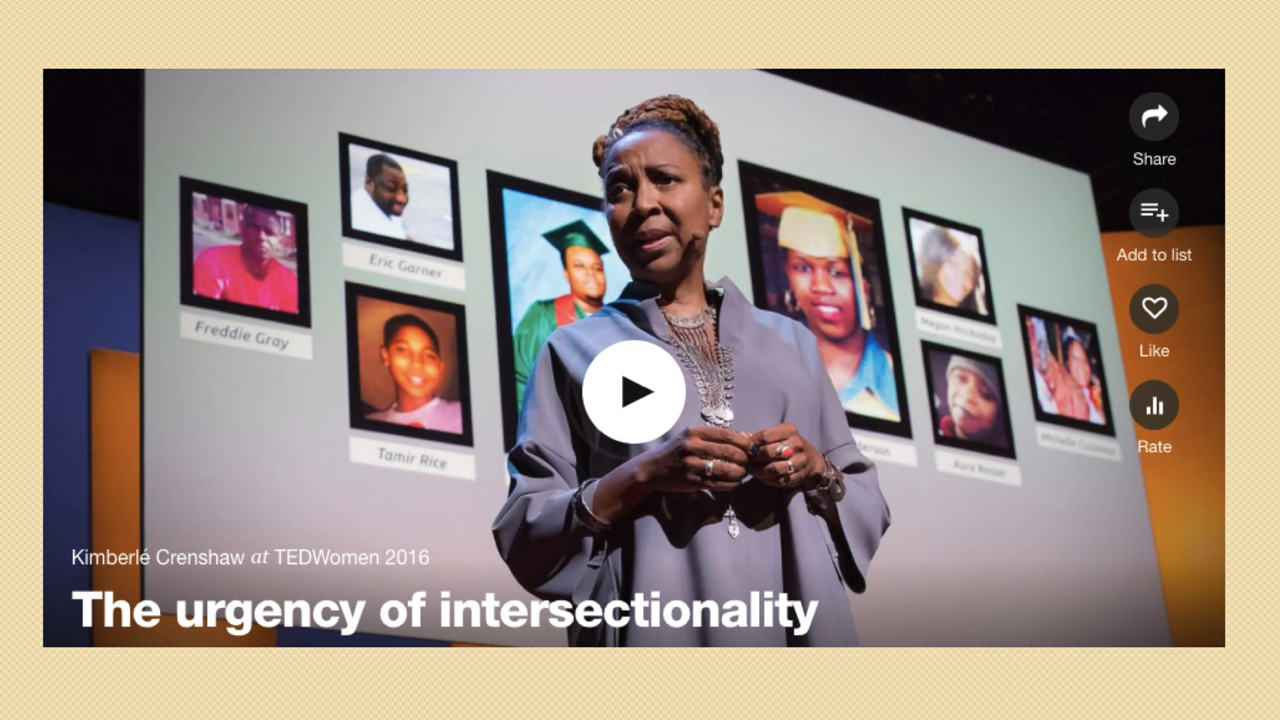 Share
Add to list
Like
Rate
Eric Garner
Freddie Gray
Tamir Rice
Megan Hockaday
derson
Aura Rosser
Michelle Cusseaux
Kimberlé Crenshaw at TEDWomen 2016
The urgency of intersectionality